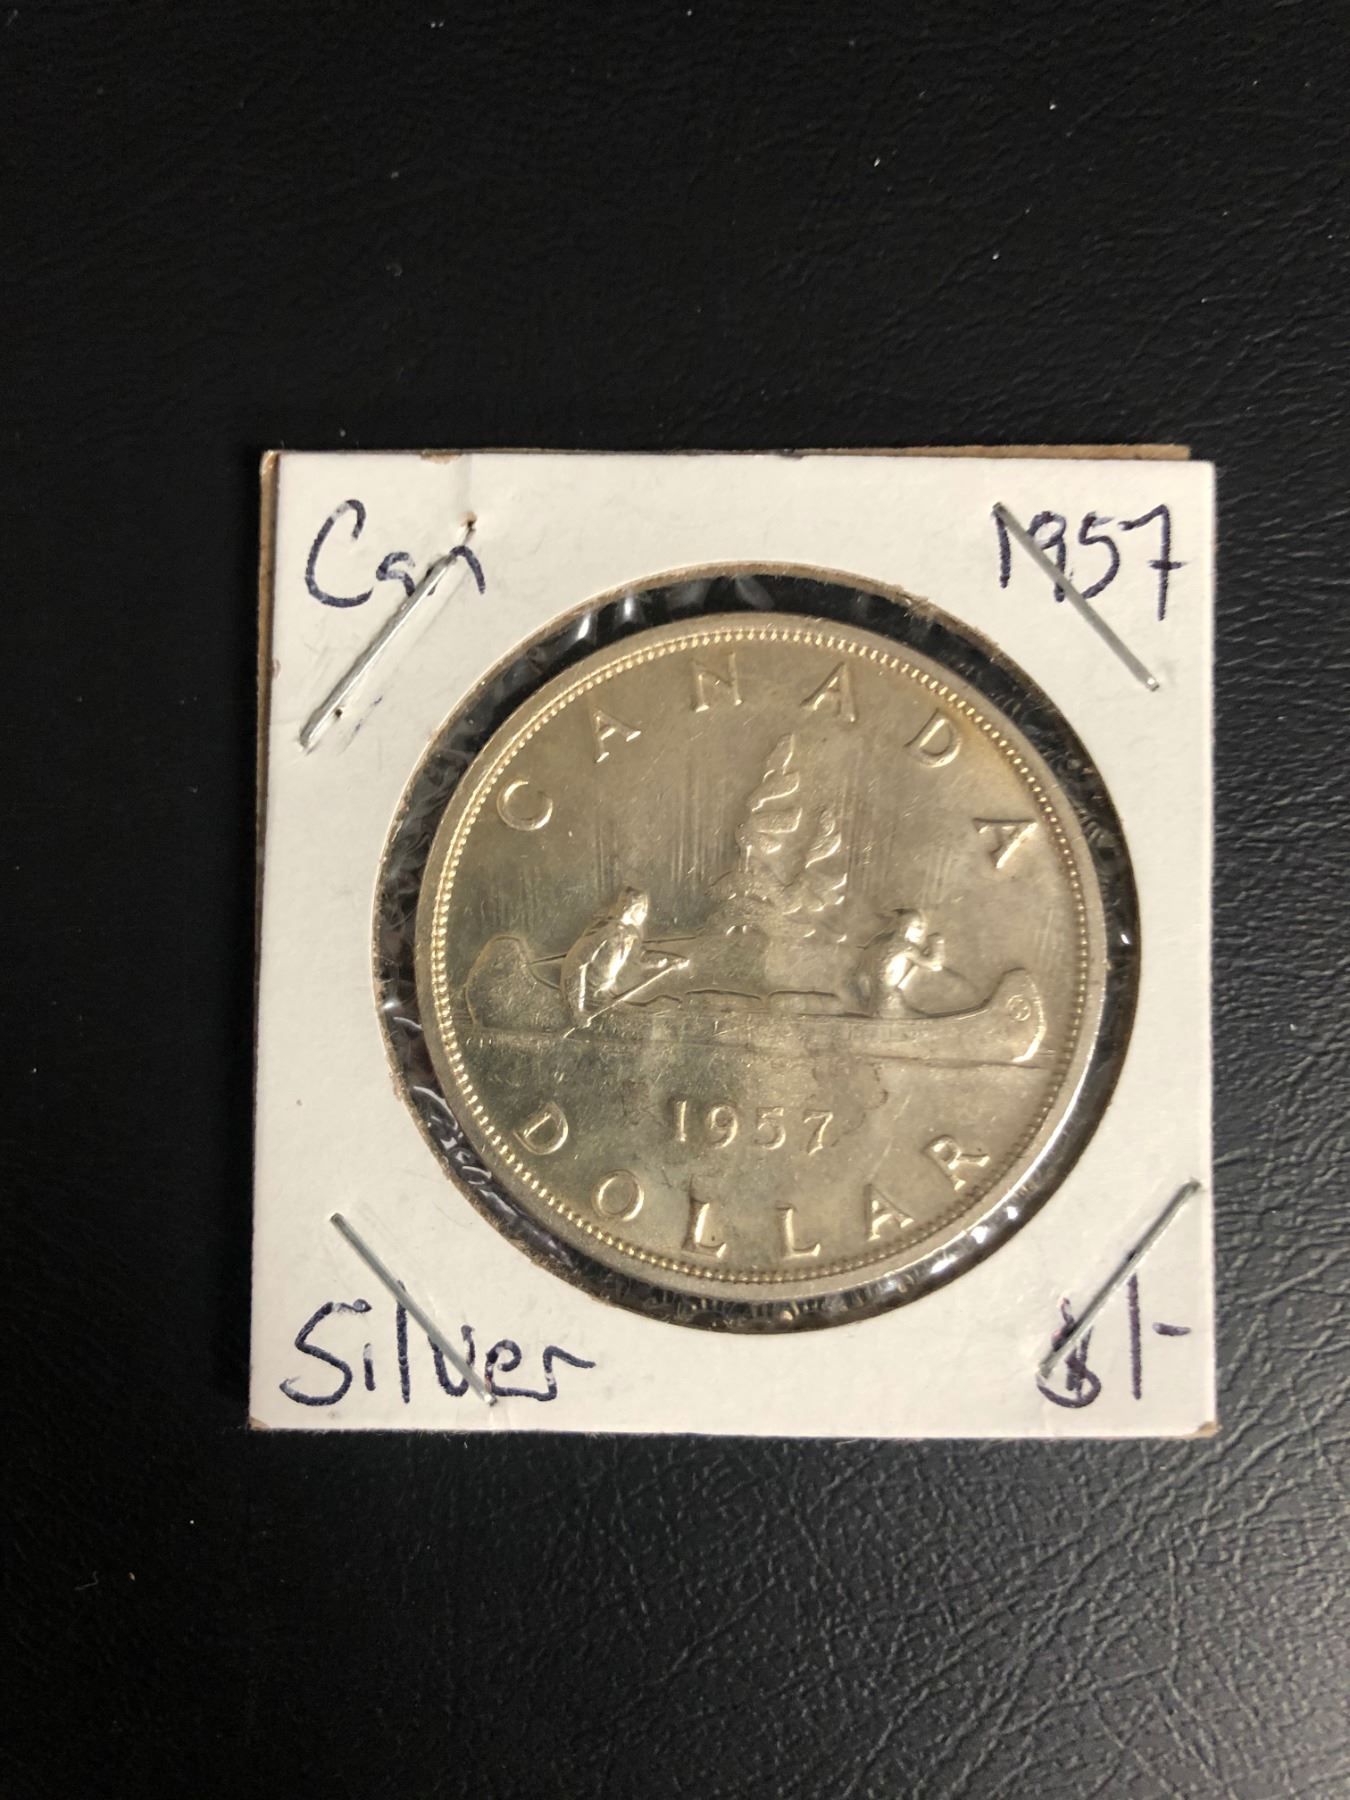 Can 1957
CANADA
1957
DOLLAR
Silver $1-